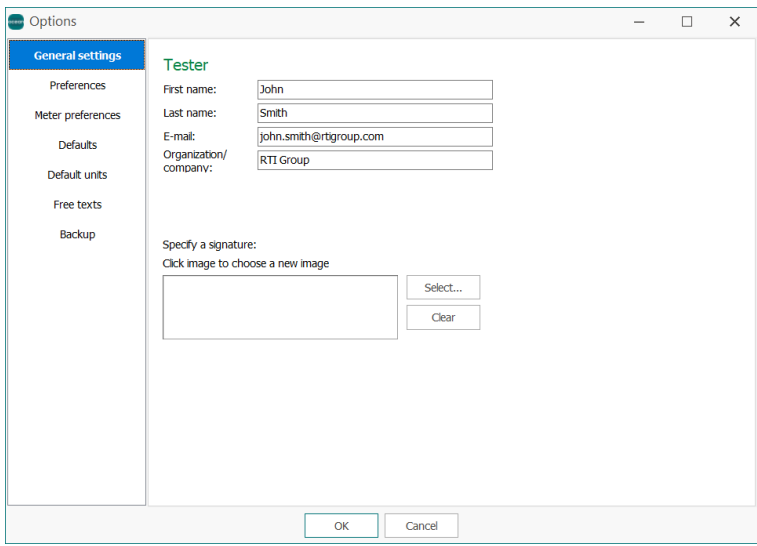 Options
General settings
Preferences
Meter preferences
Defaults
Default units
Free texts
Backup
Tester
First name: John
Last name: Smith
E-mail: john.smith@rtigroup.com
Organization/
company: RTI Group
Specify a signature:
Click image to choose a new image
Select...
Clear
OK Cancel